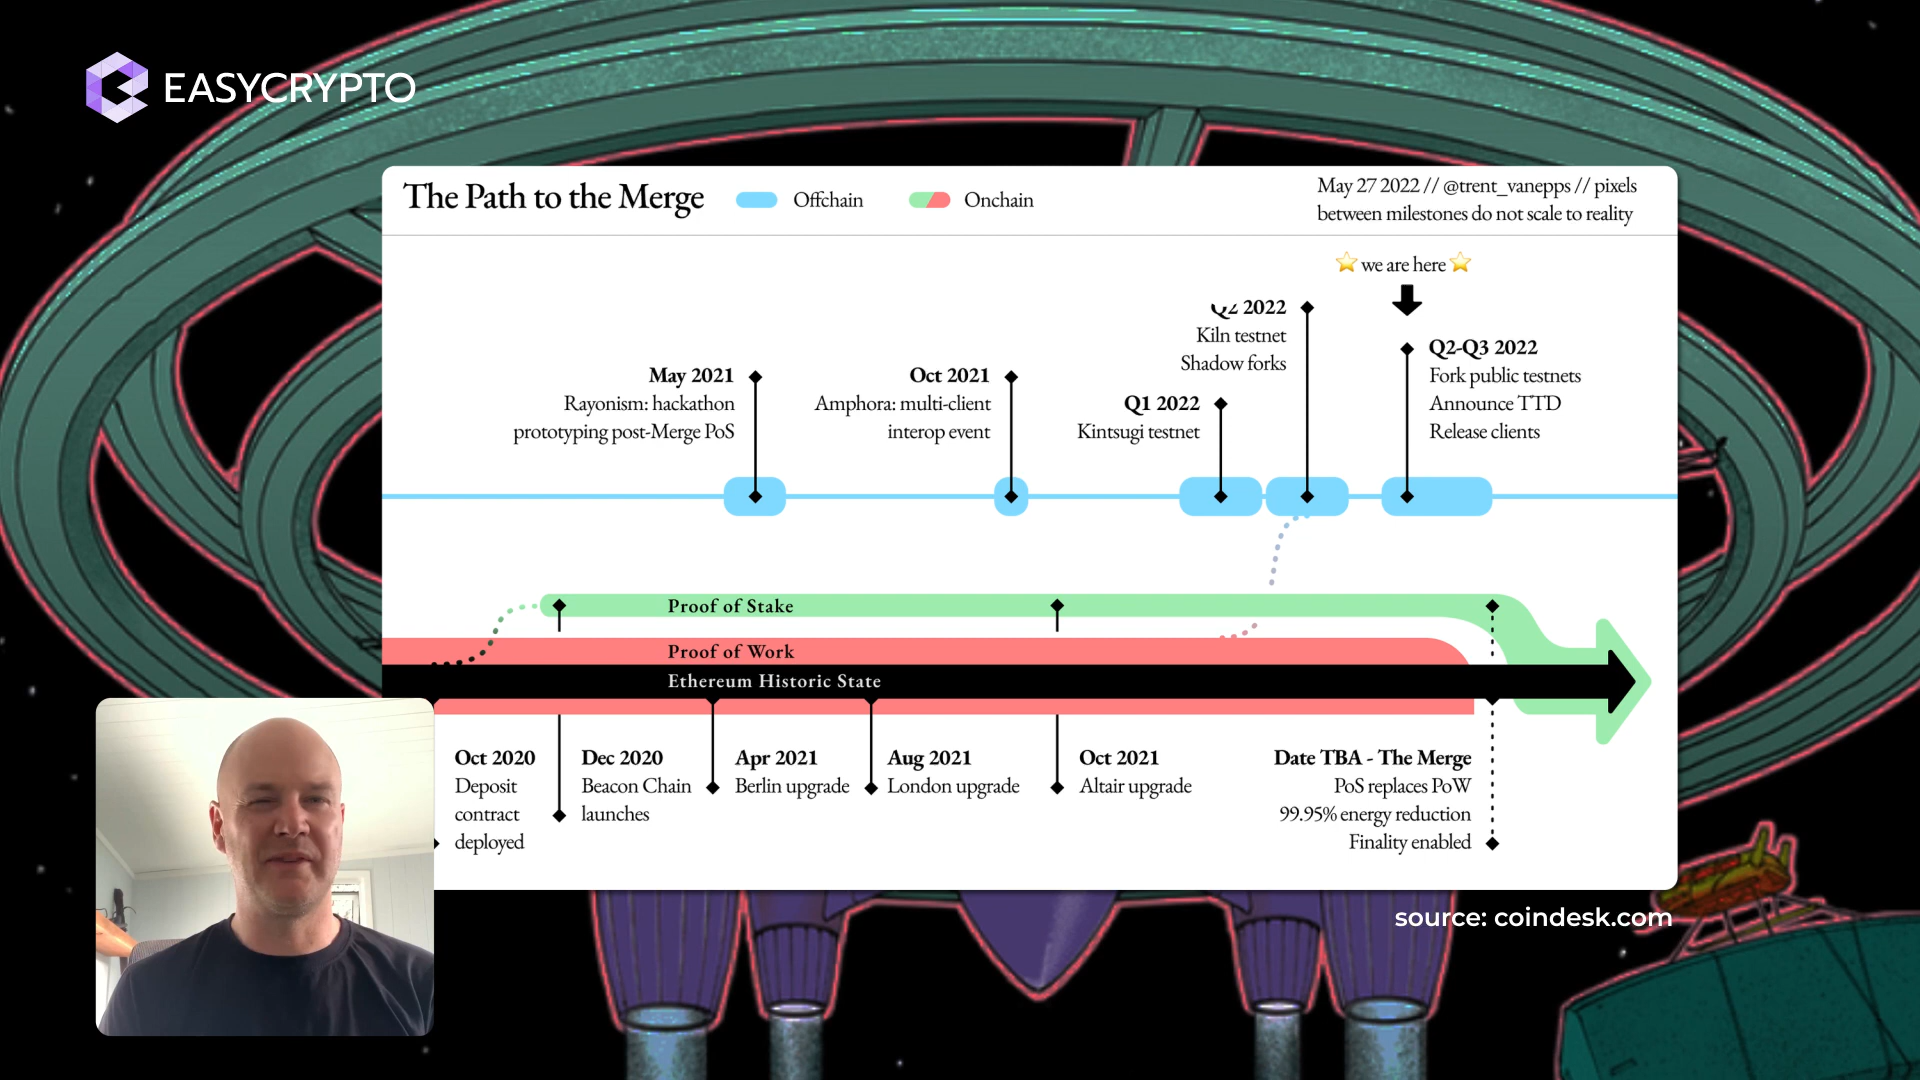 EASYCRYPTO
The Path to the Merge
Offchain
Onchain
May 27 2022 // @trent_vanepps // pixels
between milestones do not scale to reality
we are here
Q2 2022
Kiln testnet
Shadow forks
Q2-Q3 2022
Fork public testnets
Announce TTD
Release clients
May 2021
Rayonism: hackathon
prototyping post-Merge PoS
Oct 2021
Amphora: multi-client
interop event
Q1 2022
Kintsugi testnet
Proof of Stake
Proof of Work
Ethereum Historic State
Oct 2020
Deposit
contract
deployed
Dec 2020
Beacon Chain
launches
Apr 2021
Berlin upgrade
Aug 2021
London upgrade
Oct 2021
Altair upgrade
Date TBA - The Merge
PoS replaces PoW
99.95% energy reduction
Finality enabled
source: coindesk.com